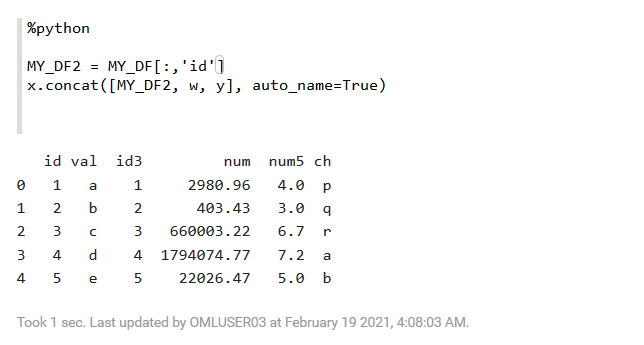 %python
MY_DF2 = MY_DF[:,'id']
x.concat([MY_DF2, w, y], auto_name=True)
id val id3 num num5 ch
0 1 a 1 2980.96 4.0 p
1 2 b 2 403.43 3.0 q
2 3 c 3 660003.22 6.7 r
3 4 d 4 1794074.77 7.2 a
4 5 e 5 22026.47 5.0 b
Took 1 sec. Last updated by OMLUSER03 at February 19 2021, 4:08:03 AM.